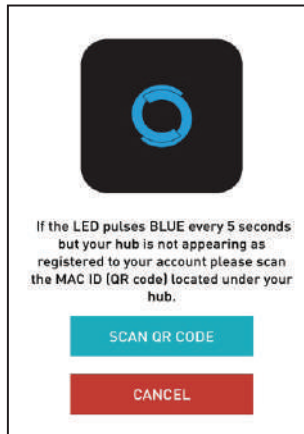 If the LED pulses BLUE every 5 seconds
but your hub is not appearing as
registered to your account please scan
the MAC ID (QR code) located under your
hub.
SCAN QR CODE
CANCEL